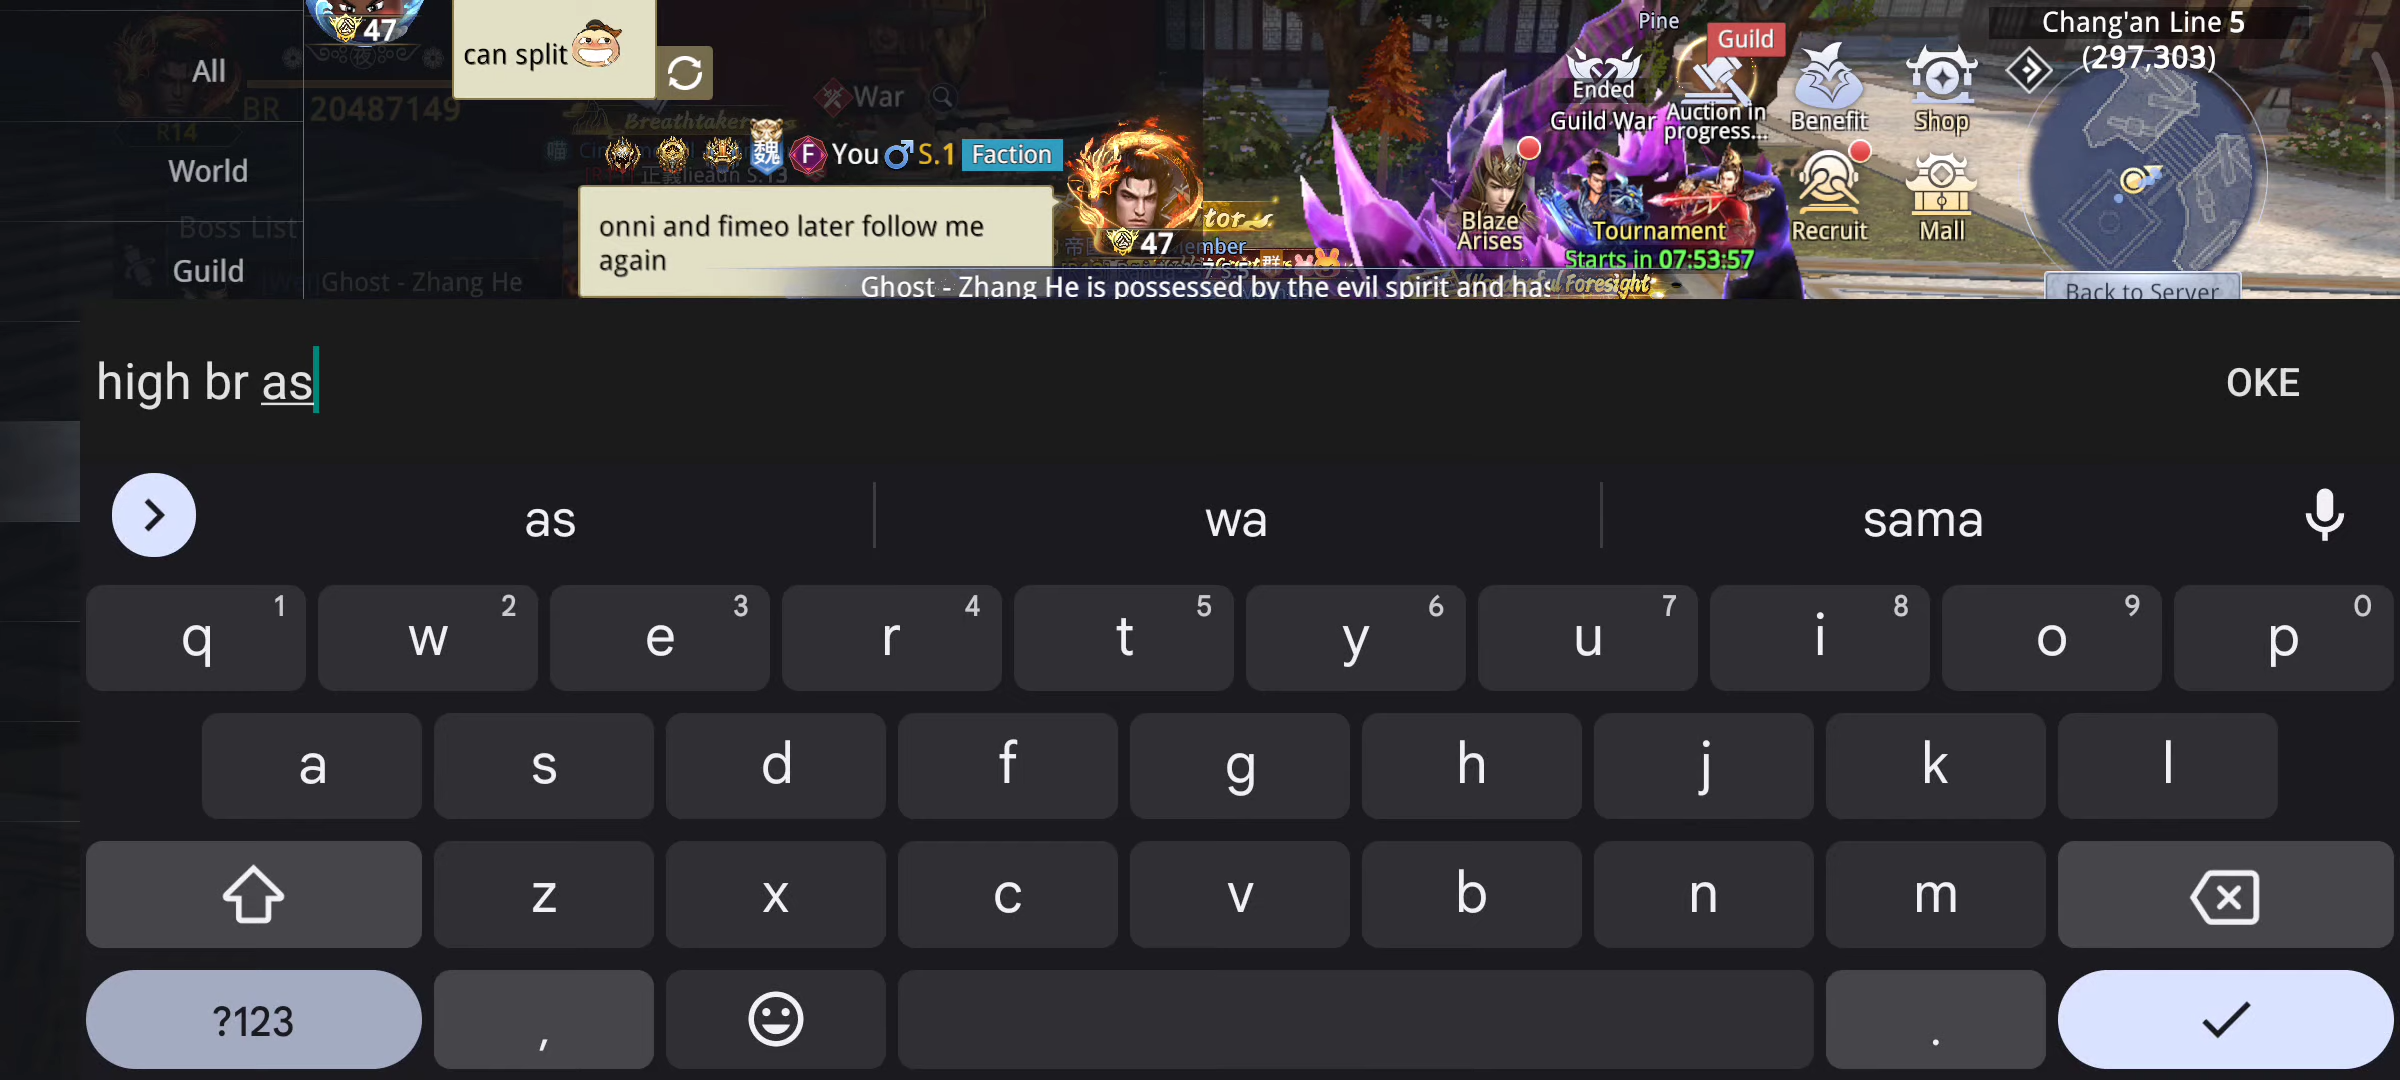 All
47
can split
BR 20487149
R14
War
Breathtaker
World
魏
F You S.1 Faction
Boss List
onni and fimeo later follow me
again
47
Guild
Ghost - Zhang He
Ghost - Zhang He is possessed by the evil spirit and has
Pine
Guild
Ended
Guild War
Auction in
progress...
Benefit
Shop
Chang'an Line 5
(297,303)
Blaze
Arises
Tournament
Starts in 07:53:57
Recruit
Mall
Back to Server
high br as
OKE
as
wa
sama
q 1 w 2 e 3 r 4 t 5 y 6 u 7 i 8 o 9 p 0
a s d f g h j k l
z x c v b n m
?123 , .